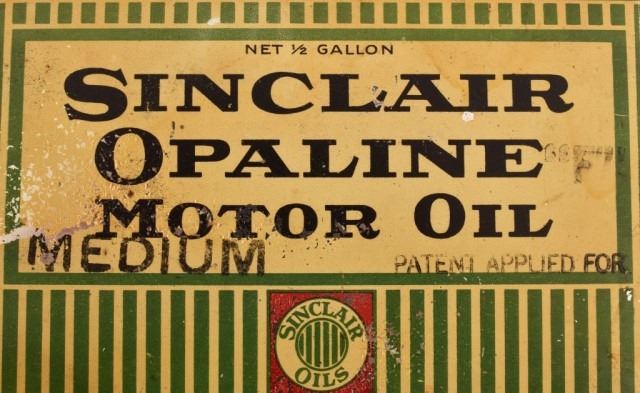 NET ½ GALLON
SINCLAIR
OPALINE
F
MOTOR OIL
MEDIUM
PATENT APPLIED FOR
SINCLAIR
OILS